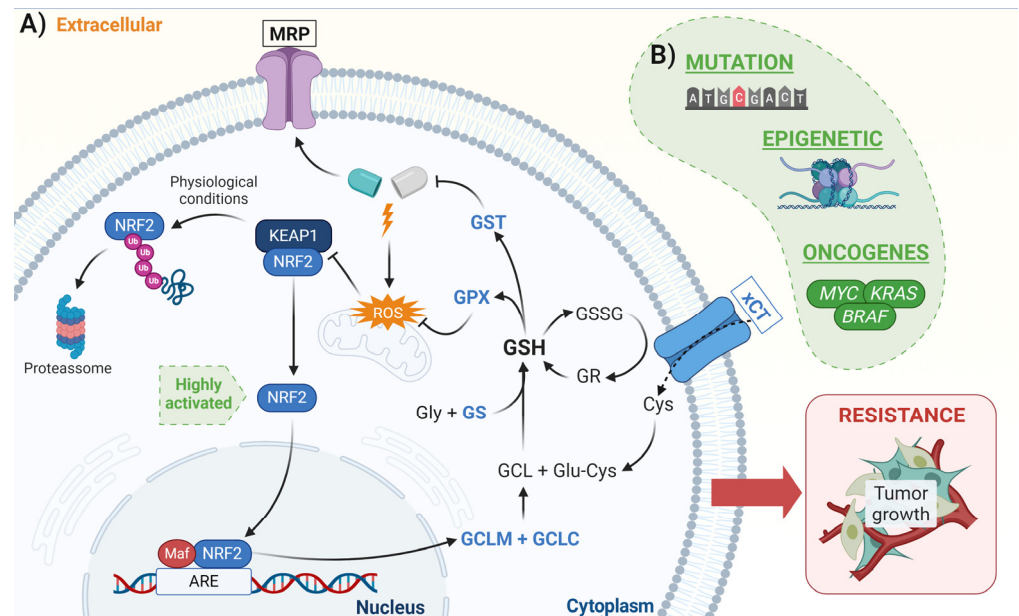 A) Extracellular
MRP
B)
MUTATION
ATGCGACT
EPIGENETIC
ONCOGENES
MYC KRAS
BRAF
Physiological
conditions
NRF2
Ub
Ub
Ub
Ub
Proteassome
KEAP1
NRF2
ROS
GST
GPX
GSH
GSSG
GR
xCT
Cys
Gly + GS
GCL + Glu-Cys
GCLM + GCLC
Highly
activated
NRF2
Maf NRF2
ARE
Nucleus
Cytoplasm
RESISTANCE
Tumor
growth